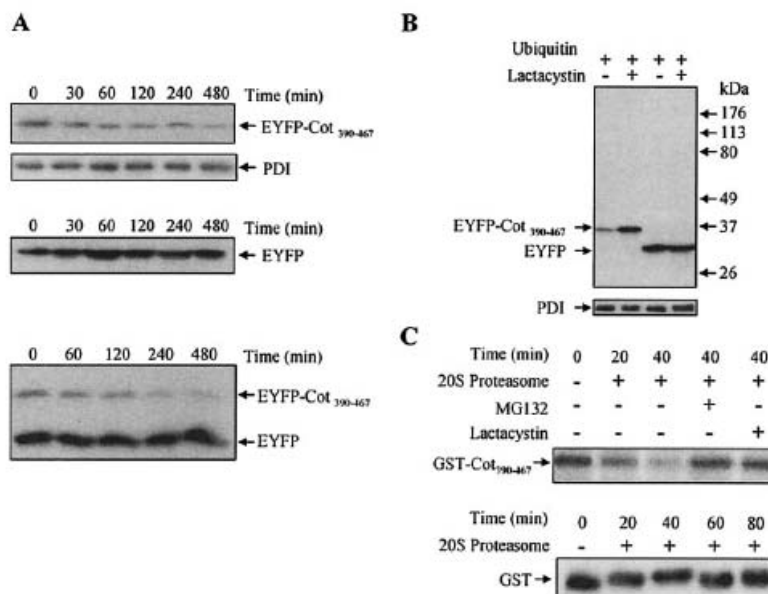 A
0 30 60 120 240 480 Time (min)
EYFP-Cot 390-467
PDI
0 30 60 120 240 480 Time (min)
EYFP
0 60 120 240 480 Time (min)
EYFP-Cot 390-467
EYFP
B
Ubiquitin + + + +
Lactacystin - + - +
kDa
176
113
80
49
EYFP-Cot 390-467
37
EYFP
26
PDI
C
Time (min) 0 20 40 40 40
20S Proteasome - + + + +
MG132 - - - + -
Lactacystin - - - - +
GST-Cot390-467
Time (min) 0 20 40 60 80
20S Proteasome - + + + +
GST